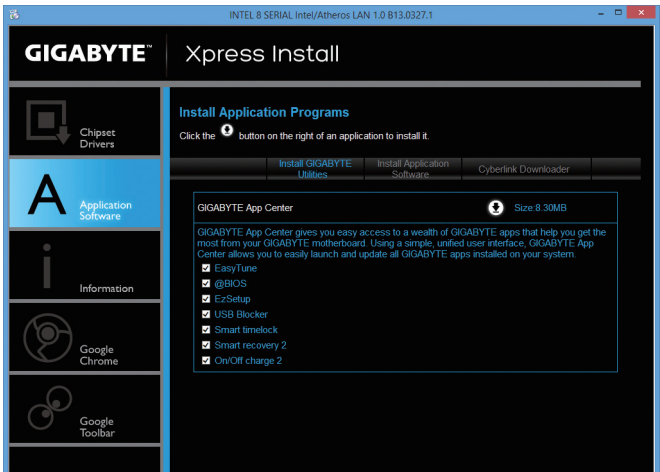 INTEL 8 SERIAL Intel/Atheros LAN 1.0 B13.0327.1
GIGABYTE™
Xpress Install
Chipset
Drivers
Application
Software
Information
Google
Chrome
Google
Toolbar
Install Application Programs
Click the button on the right of an application to install it.
Install GIGABYTE
Utilities
Install Application
Software
Cyberlink Downloader
GIGABYTE App Center
Size:8.30MB
GIGABYTE App Center gives you easy access to a wealth of GIGABYTE apps that help you get the
most from your GIGABYTE motherboard. Using a simple, unified user interface, GIGABYTE App
Center allows you to easily launch and update all GIGABYTE apps installed on your system.
EasyTune
@BIOS
EzSetup
USB Blocker
Smart timelock
Smart recovery 2
On/Off charge 2